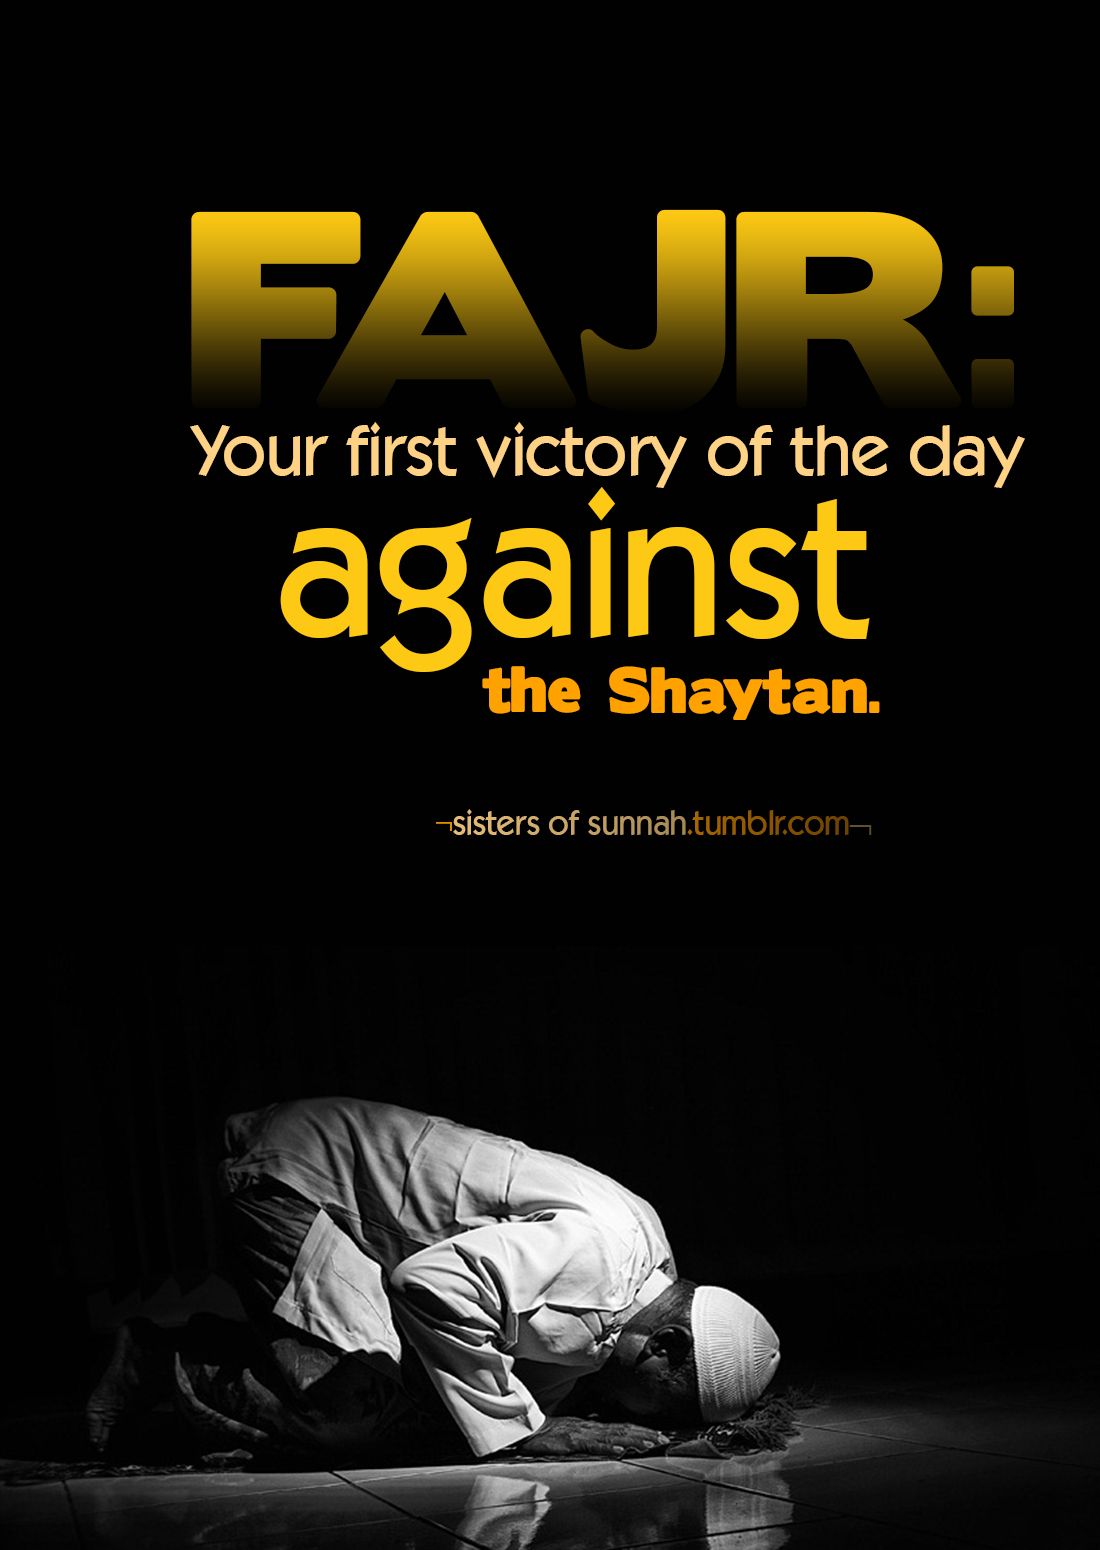 FAJR:
Your first victory of the day
against
the Shaytan.
¬sisters of sunnah.tumblr.com¬